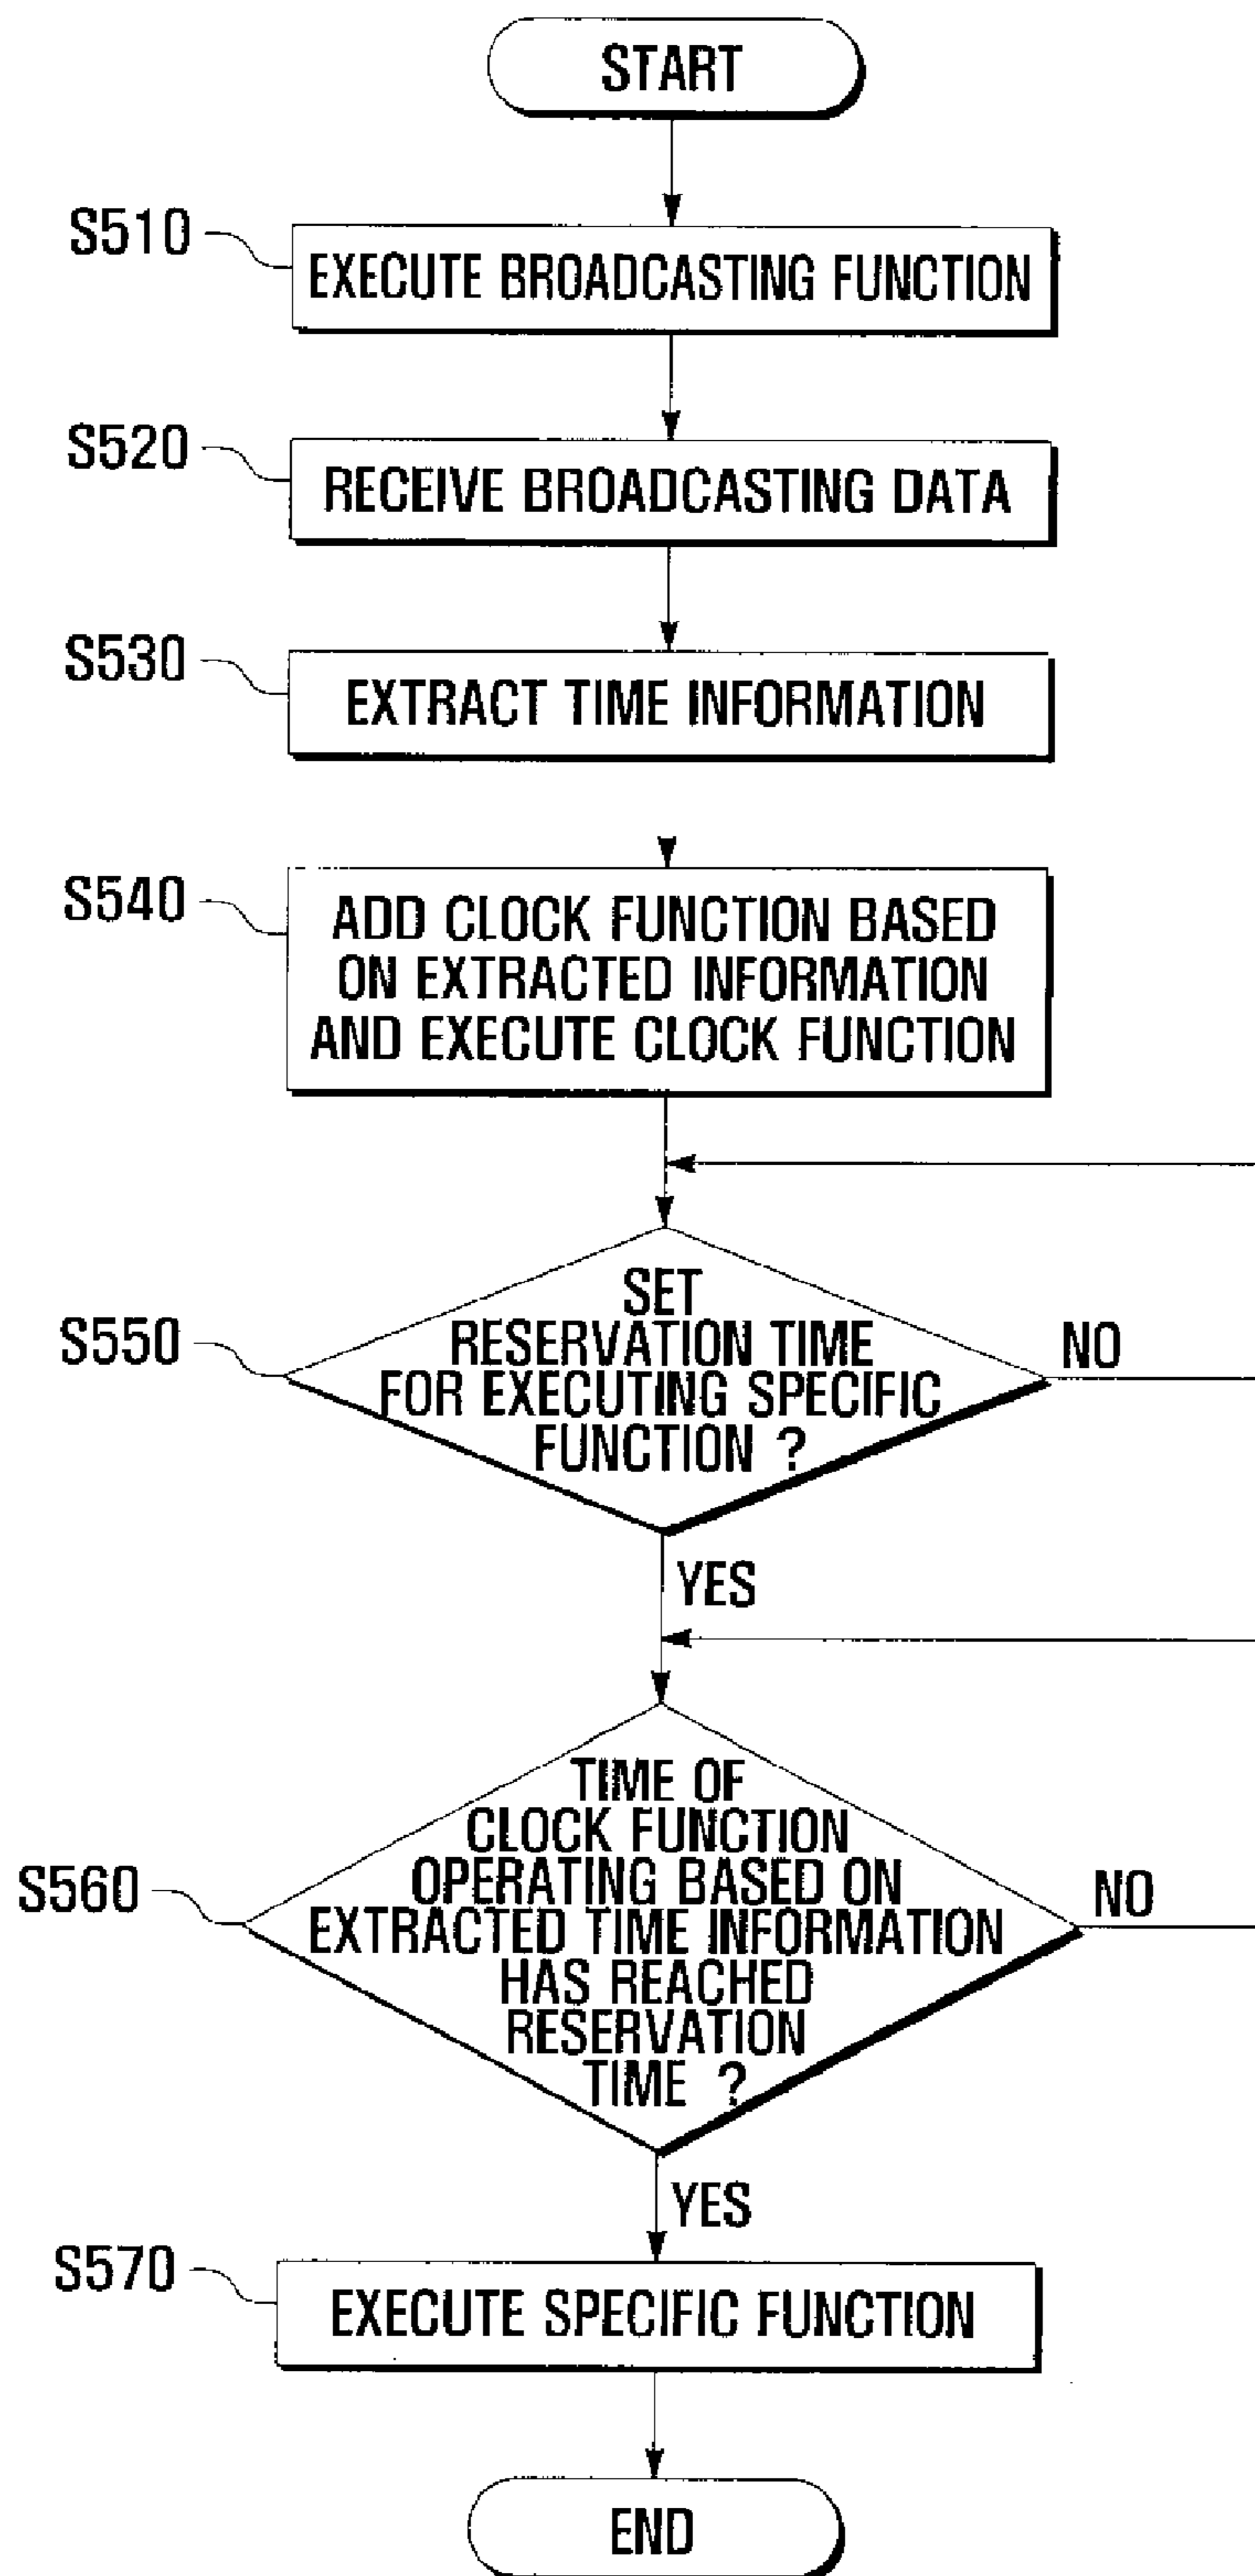 START
S510
EXECUTE BROADCASTING FUNCTION
S520
RECEIVE BROADCASTING DATA
S530
EXTRACT TIME INFORMATION
S540
ADD CLOCK FUNCTION BASED
ON EXTRACTED INFORMATION
AND EXECUTE CLOCK FUNCTION
S550
SET
RESERVATION TIME
FOR EXECUTING SPECIFIC
FUNCTION ?
NO
YES
S560
TIME OF
CLOCK FUNCTION
OPERATING BASED ON
EXTRACTED TIME INFORMATION
HAS REACHED
RESERVATION
TIME ?
NO
YES
S570
EXECUTE SPECIFIC FUNCTION
END